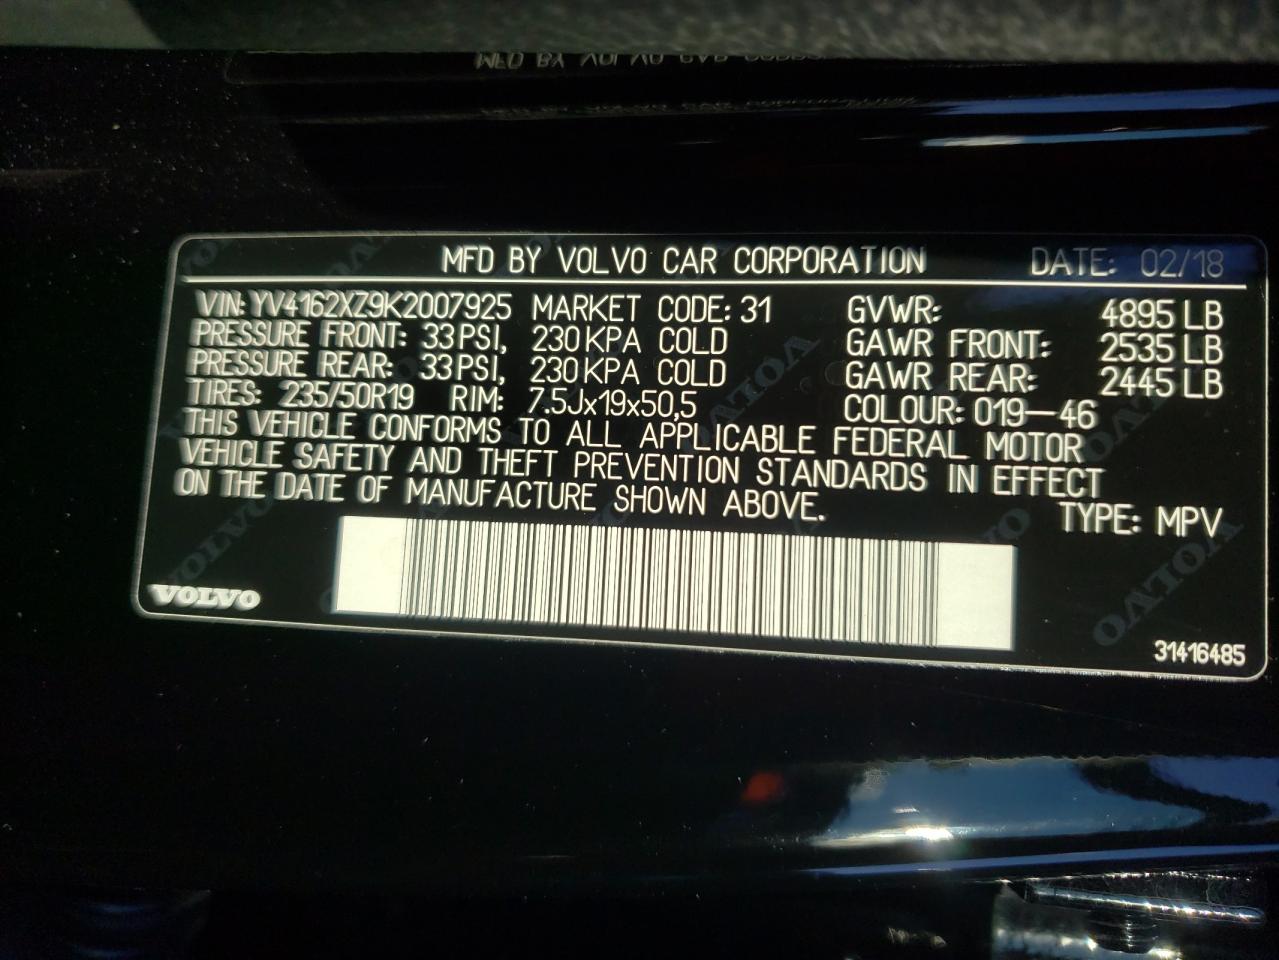 MFD BY VOLVO CAR CORPORATION DATE: 02/18
VIN: YV4162XZ9K2007925 MARKET CODE: 31 GVWR: 4895 LB
PRESSURE FRONT: 33 PSI, 230 KPA COLD GAWR FRONT: 2535 LB
PRESSURE REAR: 33 PSI, 230 KPA COLD GAWR REAR: 2445 LB
TIRES: 235/50R19 RIM: 7.5Jx19x50,5 COLOUR: 019-46
THIS VEHICLE CONFORMS TO ALL APPLICABLE FEDERAL MOTOR
VEHICLE SAFETY AND THEFT PREVENTION STANDARDS IN EFFECT
ON THE DATE OF MANUFACTURE SHOWN ABOVE.
TYPE: MPV
VOLVO
31416485